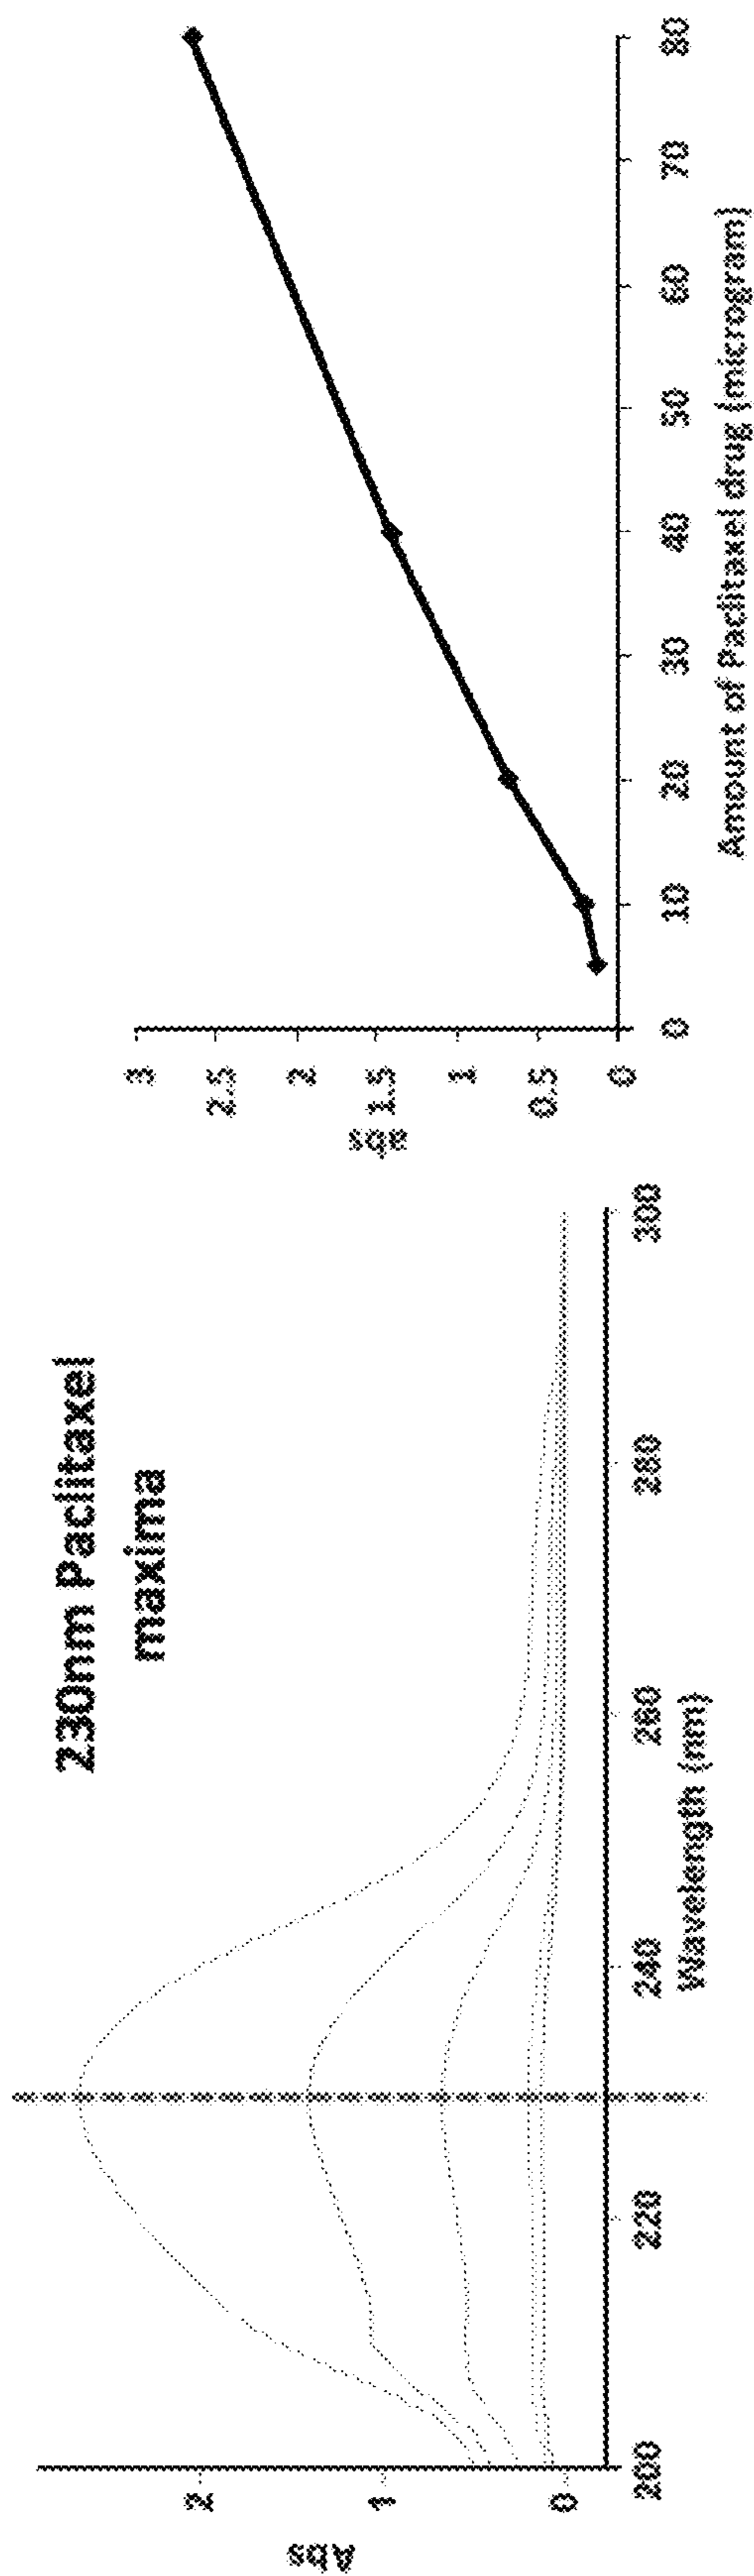 230nm Paclitaxel
maxima
Abs
2
1
0
200 220 240 260 280 300
Wavelength (nm)
abs
3
2.5
2
1.5
1
0.5
0
0 10 20 30 40 50 60 70 80
Amount of Paclitaxel drug (microgram)